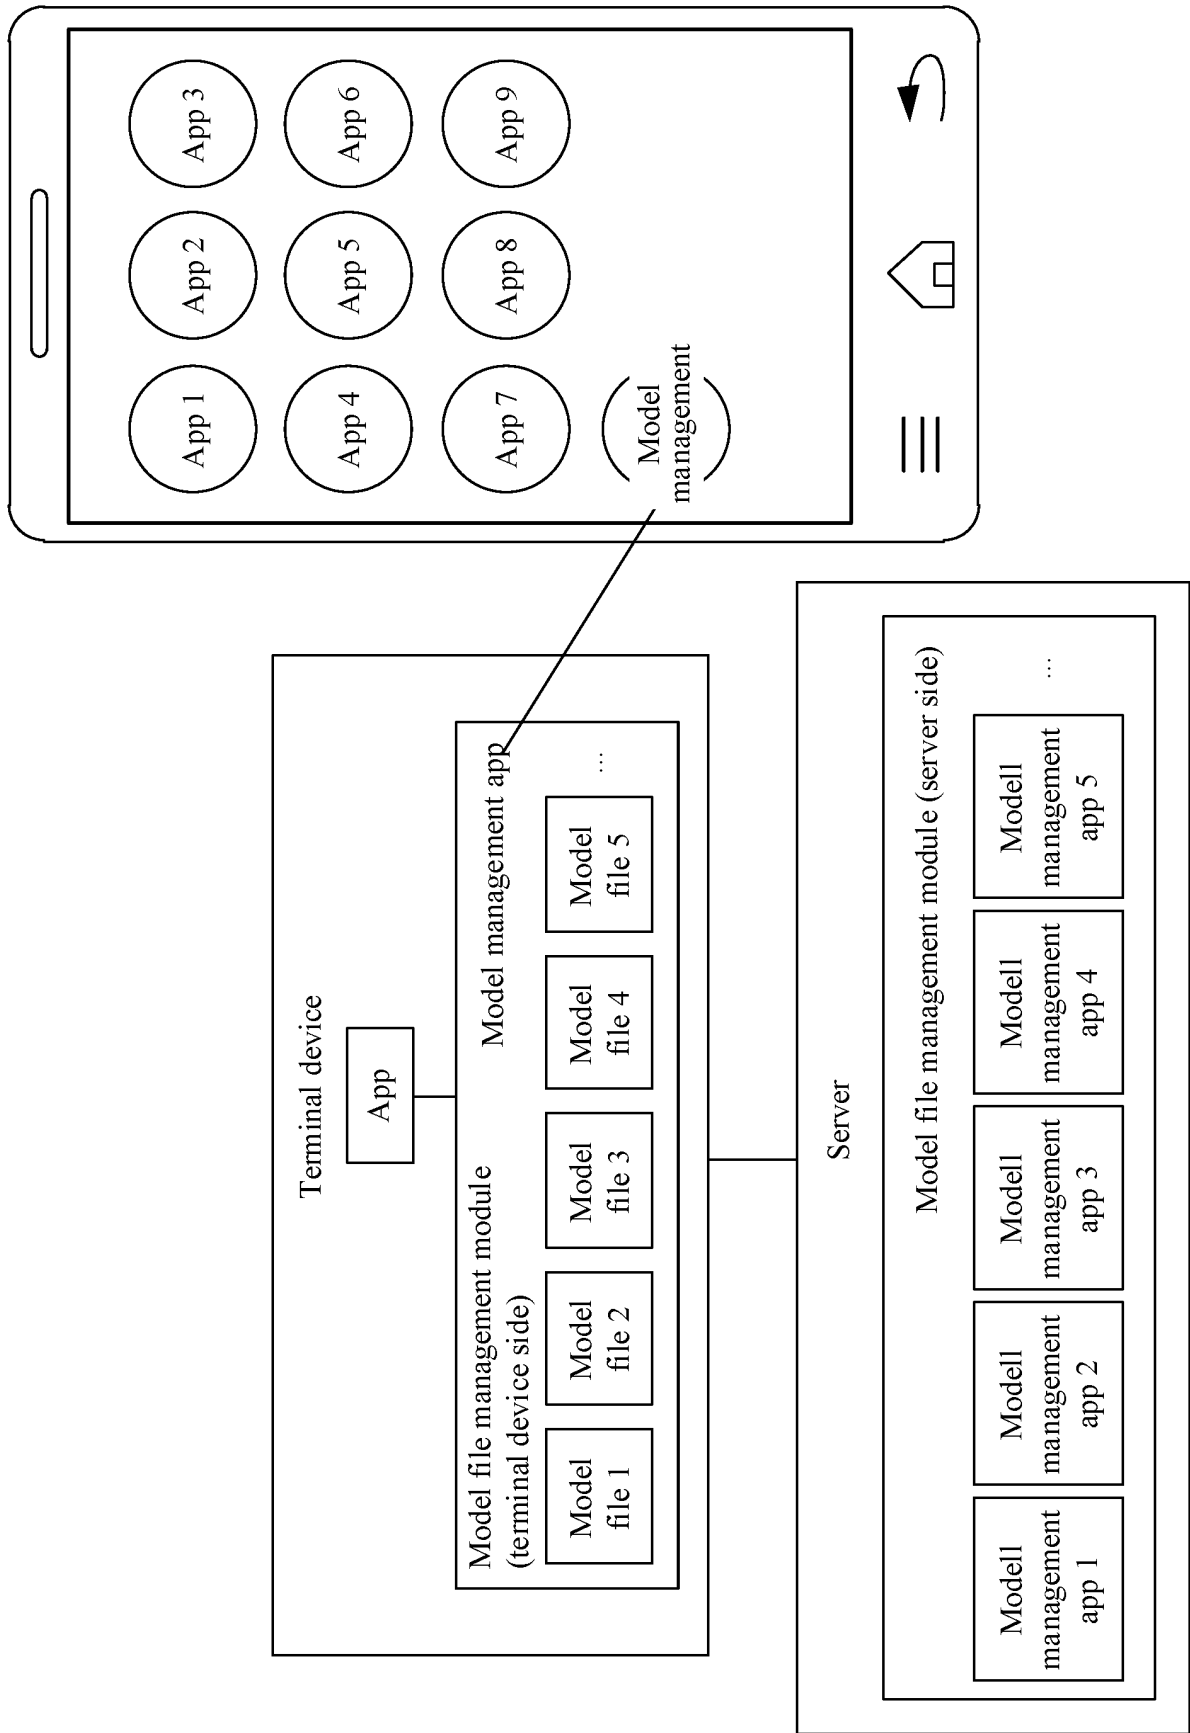 Terminal device
App
Model file management module
(terminal device side)
Model management app
Model
file 1
Model
file 2
Model
file 3
Model
file 4
Model
file 5
...
Server
Model file management module (server side)
Modell
management
app 1
Modell
management
app 2
Modell
management
app 3
Modell
management
app 4
Modell
management
app 5
...
App 1
App 2
App 3
App 4
App 5
App 6
App 7
App 8
App 9
Model
management